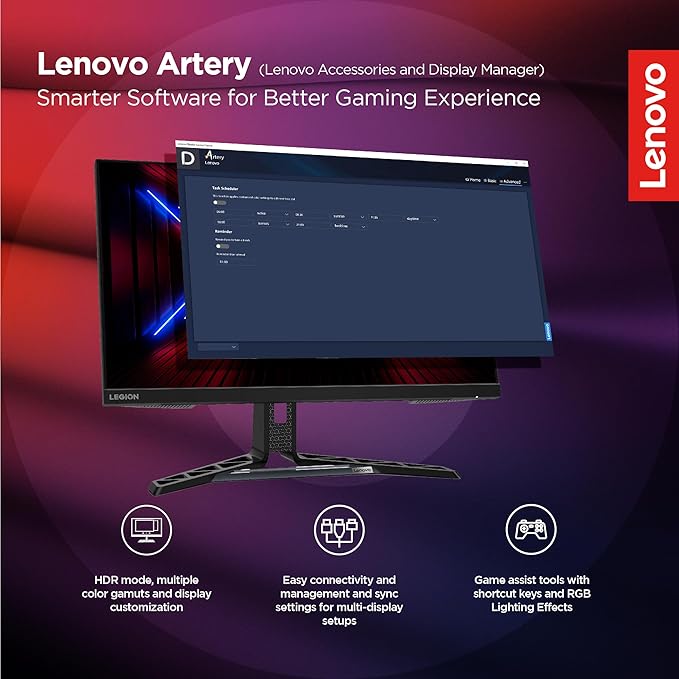 Lenovo Artery (Lenovo Accessories and Display Manager)
Smarter Software for Better Gaming Experience
Lenovo
D Artery
Lenovo
Home Basic Advanced
Task Scheduler
Reminder
Lenovo
LEGION
Lenovo
HDR mode, multiple
color gamuts and display
customization
Easy connectivity and
management and sync
settings for multi-display
setups
Game assist tools with
shortcut keys and RGB
Lighting Effects